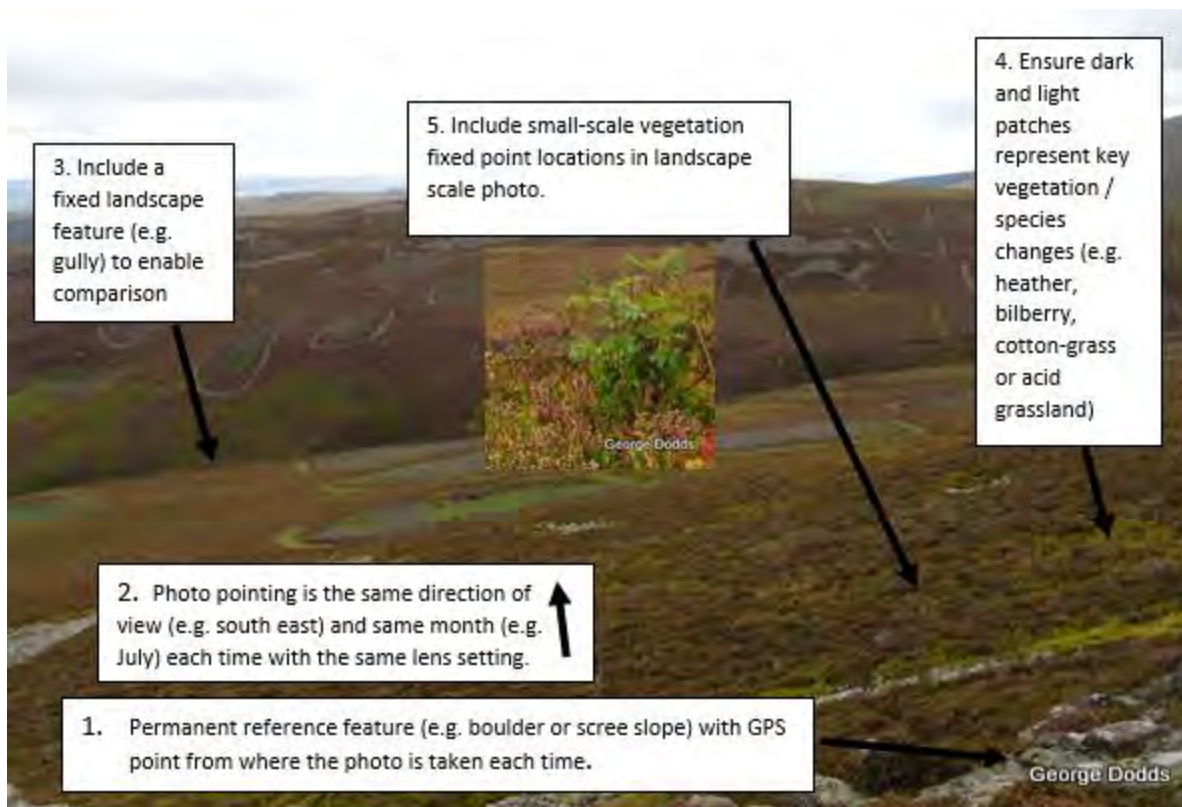 3. Include a
fixed landscape
feature (e.g.
gully) to enable
comparison
5. Include small-scale vegetation
fixed point locations in landscape
scale photo.
4. Ensure dark
and light
patches
represent key
vegetation /
species
changes (e.g.
heather,
bilberry,
cotton-grass
or acid
grassland)
George Dodds
2. Photo pointing is the same direction of
view (e.g. south east) and same month (e.g.
July) each time with the same lens setting.
1. Permanent reference feature (e.g. boulder or scree slope) with GPS
point from where the photo is taken each time.
George Dodds